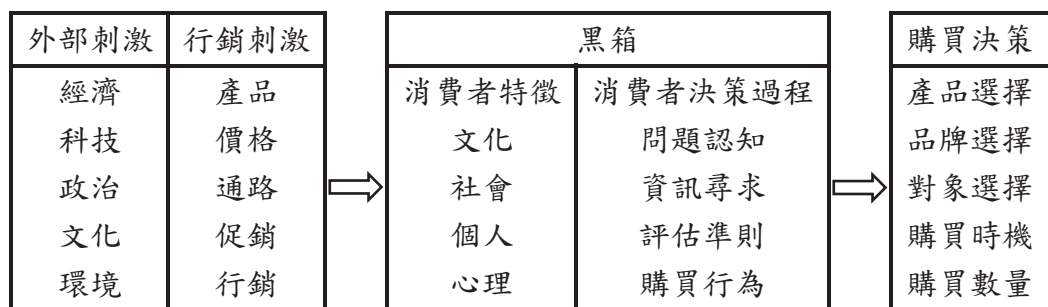 外部刺激 行銷刺激 黑箱 購買決策
經濟 產品 消費者特徵 消費者決策過程 產品選擇
科技 價格 文化 問題認知 品牌選擇
政治 通路 社會 資訊尋求 對象選擇
文化 促銷 個人 評估準則 購買時機
環境 行銷 心理 購買行為 購買數量